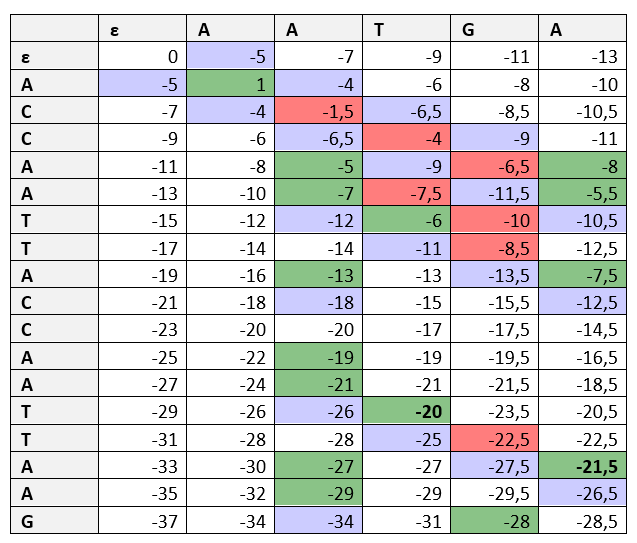 ε A A T G A
ε 0 -5 -7 -9 -11 -13
A -5 1 -4 -6 -8 -10
C -7 -4 -1,5 -6,5 -8,5 -10,5
C -9 -6 -6,5 -4 -9 -11
A -11 -8 -5 -9 -6,5 -8
A -13 -10 -7 -7,5 -11,5 -5,5
T -15 -12 -12 -6 -10 -10,5
T -17 -14 -14 -11 -8,5 -12,5
A -19 -16 -13 -13 -13,5 -7,5
C -21 -18 -18 -15 -15,5 -12,5
C -23 -20 -20 -17 -17,5 -14,5
A -25 -22 -19 -19 -19,5 -16,5
A -27 -24 -21 -21 -21,5 -18,5
T -29 -26 -26 -20 -23,5 -20,5
T -31 -28 -28 -25 -22,5 -22,5
A -33 -30 -27 -27 -27,5 -21,5
A -35 -32 -29 -29 -29,5 -26,5
G -37 -34 -34 -31 -28 -28,5